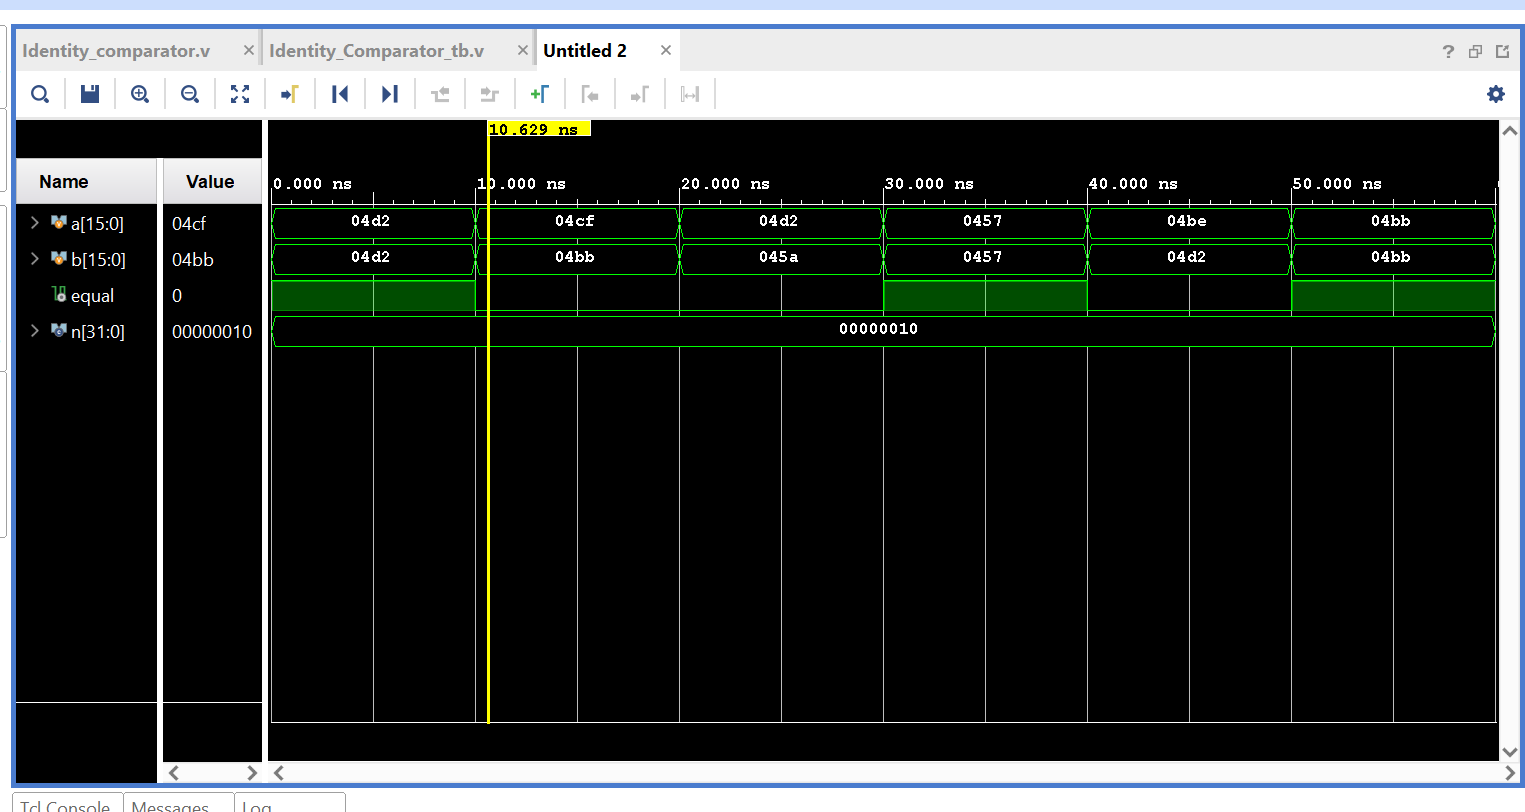 Identity_comparator.v Identity_Comparator_tb.v Untitled 2
10.629 ns
Name Value
0.000 ns 10.000 ns 20.000 ns 30.000 ns 40.000 ns 50.000 ns
a[15:0] 04cf 04d2 04cf 04d2 0457 04be 04bb
b[15:0] 04bb 04d2 04bb 045a 0457 04d2 04bb
equal 0
n[31:0] 00000010 00000010
Tcl Console Messages Log